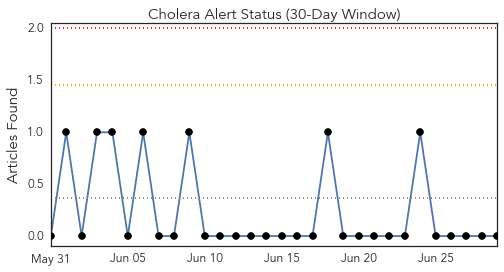 Cholera Alert Status (30-Day Window)
Articles Found
2.0
1.5
1.0
0.5
0.0
May 31
Jun 05
Jun 10
Jun 15
Jun 20
Jun 25